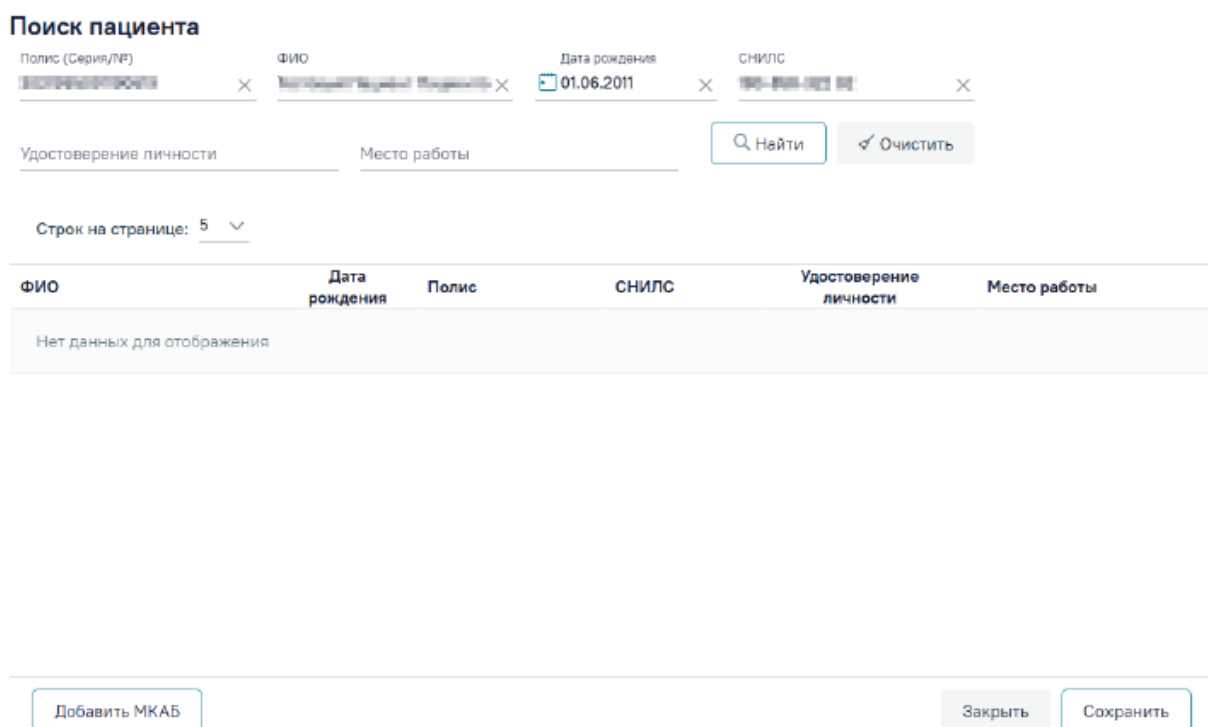 Поиск пациента
Полис (Серия/№) ФИО Дата рождения СНИЛС
01.06.2011
Удостоверение личности Место работы Найти Очистить
Строк на странице: 5
ФИО Дата рождения Полис СНИЛС Удостоверение личности Место работы
Нет данных для отображения
Добавить МКАБ Закрыть Сохранить